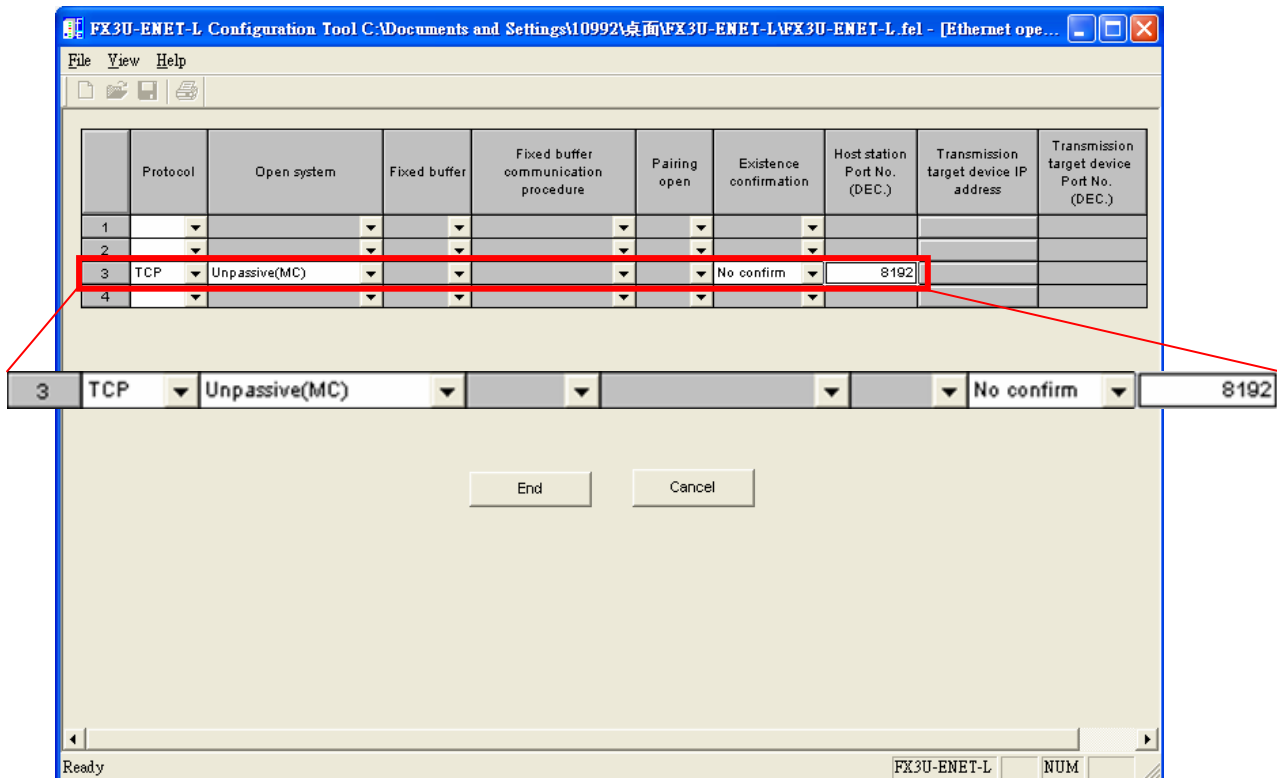 FX3U-ENET-L Configuration Tool C:\Documents and Settings\10992\桌面\FX3U-ENET-L\FX3U-ENET-L.fel - [Ethernet ope...
File View Help
Protocol
Open system
Fixed buffer
Fixed buffer
communication
procedure
Pairing
open
Existence
confirmation
Host station
Port No.
(DEC.)
Transmission
target device IP
address
Transmission
target device
Port No.
(DEC.)
1
2
3 TCP Unpassive(MC) No confirm 8192
4
3 TCP Unpassive(MC) No confirm 8192
End Cancel
Ready FX3U-ENET-L NUM